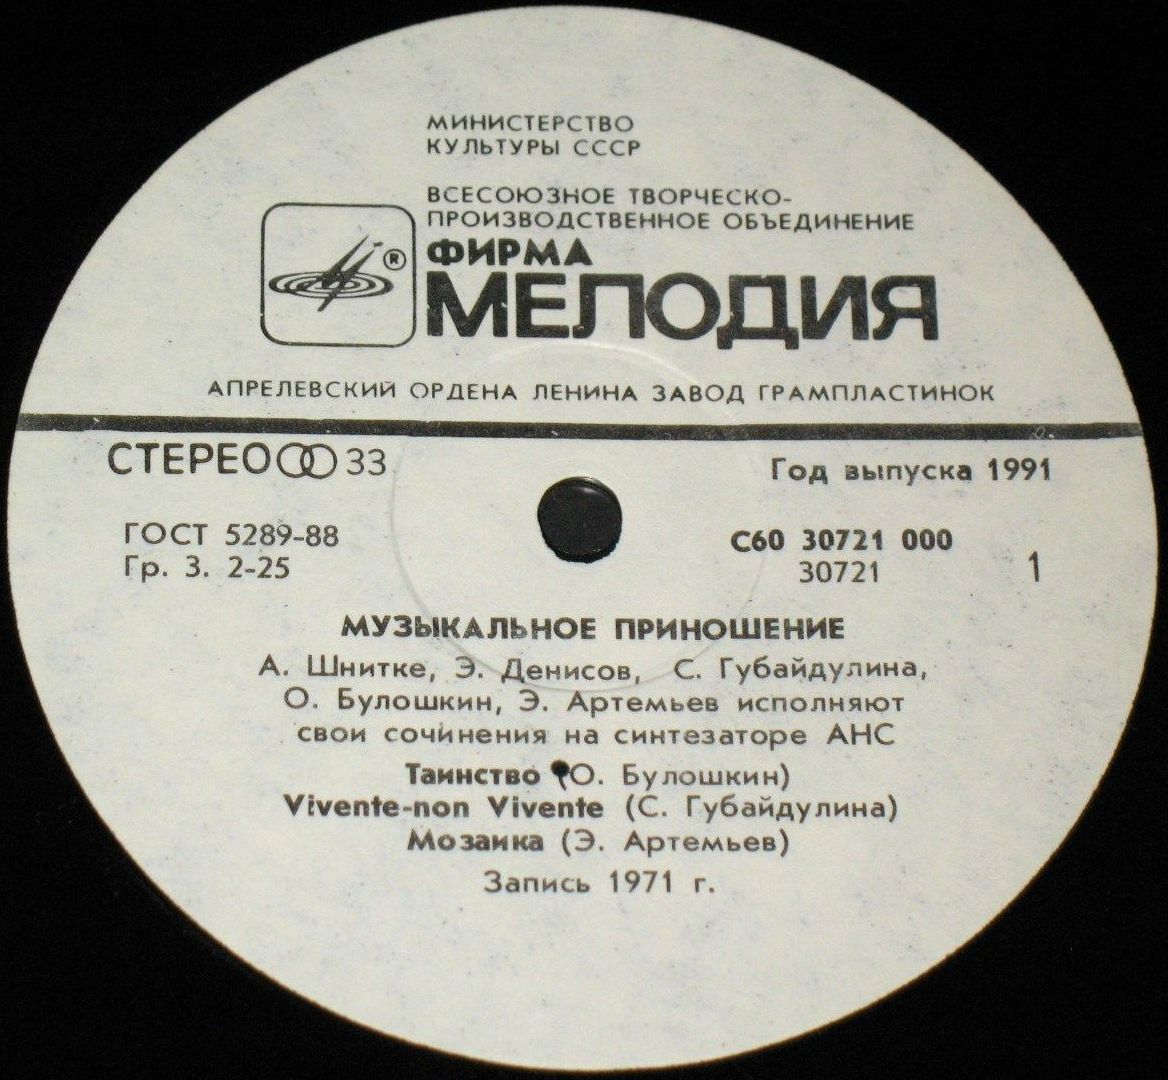 МИНИСТЕРСТВО
КУЛЬТУРЫ СССР
ВСЕСОЮЗНОЕ ТВОРЧЕСКО-
ПРОИЗВОДСТВЕННОЕ ОБЪЕДИНЕНИЕ
ФИРМА
®
МЕЛОДИЯ
АПРЕЛЕВСКИЙ ОРДЕНА ЛЕНИНА ЗАВОД ГРАМПЛАСТИНОК
СТЕРЕО 33
Год выпуска 1991
ГОСТ 5289-88
Гр. 3. 2-25
С60 30721 000
30721
1
МУЗЫКАЛЬНОЕ ПРИНОШЕНИЕ
А. Шнитке, Э. Денисов, С. Губайдулина,
О. Булошкин, Э. Артемьев исполняют
свои сочинения на синтезаторе АНС
Таинство (О. Булошкин)
Vivente-non Vivente (С. Губайдулина)
Мозаика (Э. Артемьев)
Запись 1971 г.